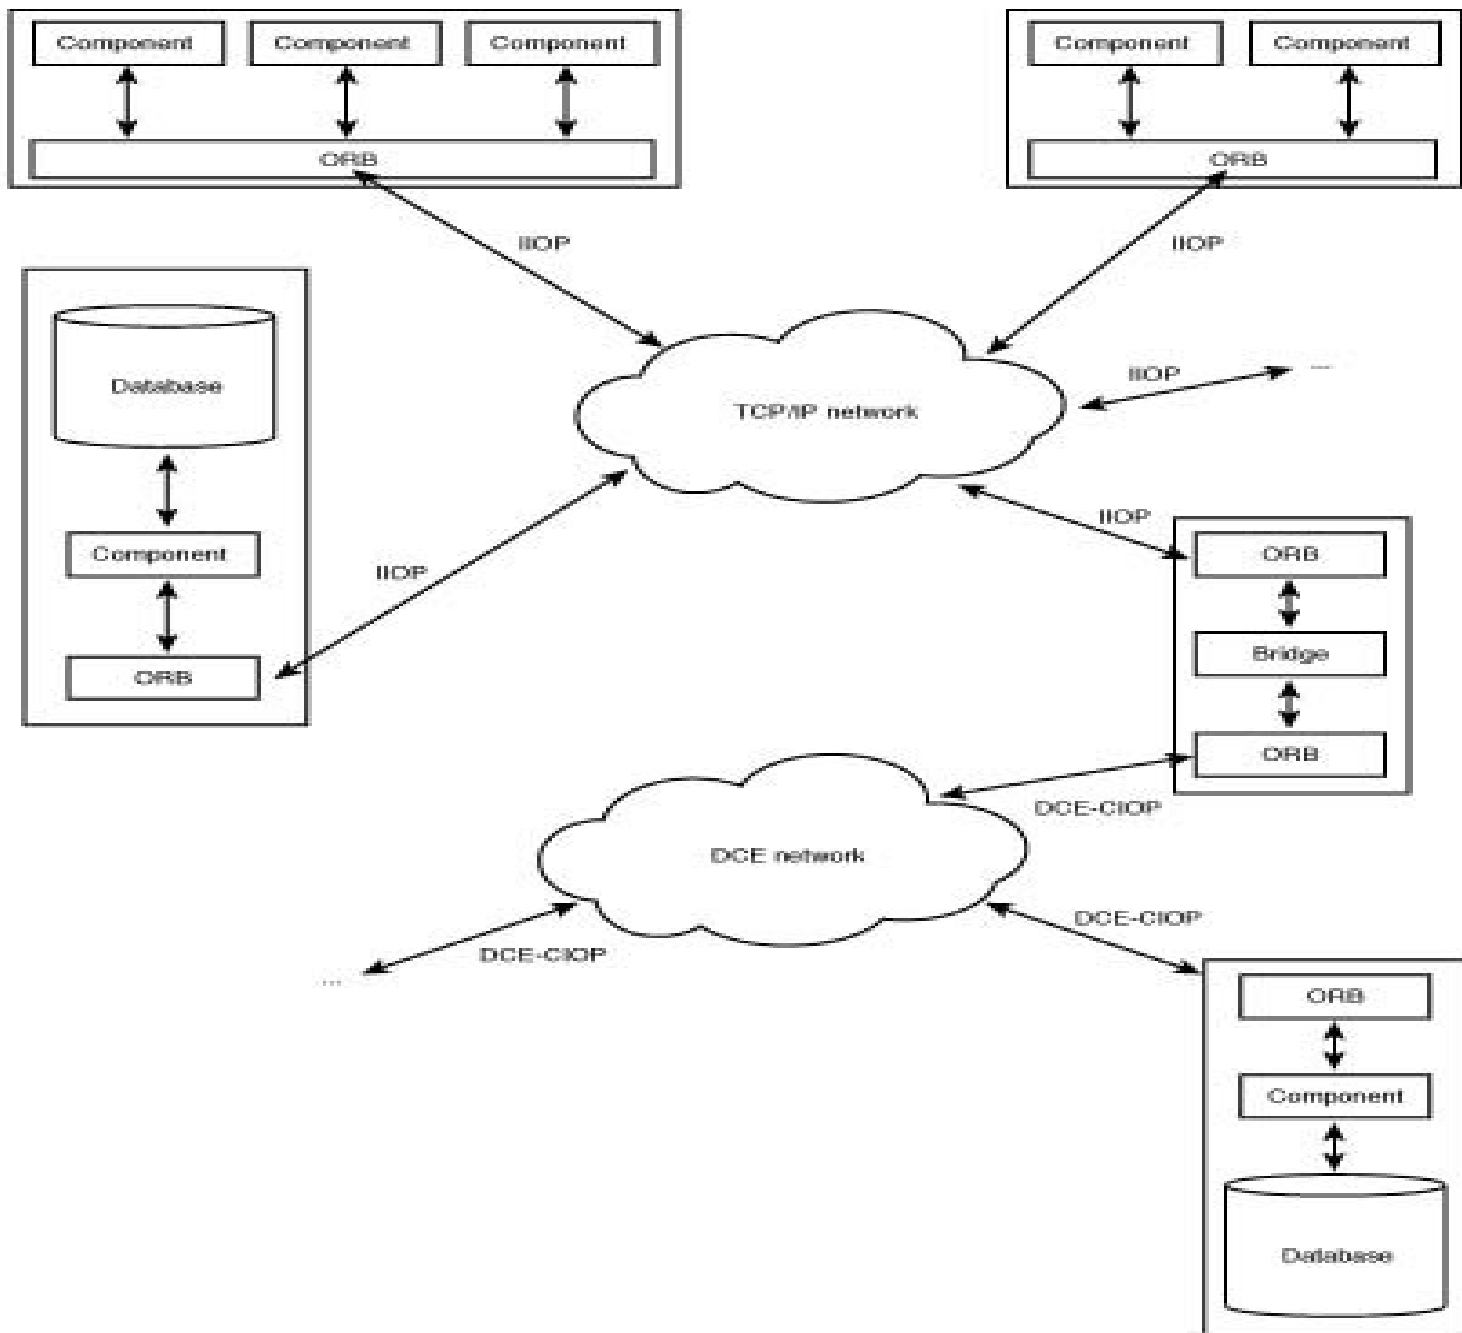 Component
Component
Component
ORB
Component
Component
ORB
IIOP
IIOP
Database
Component
ORB
IIOP
TCP/IP network
IIOP
...
IIOP
ORB
Bridge
ORB
DCE-CIOP
DCE network
DCE-CIOP
DCE-CIOP
...
ORB
Component
Database